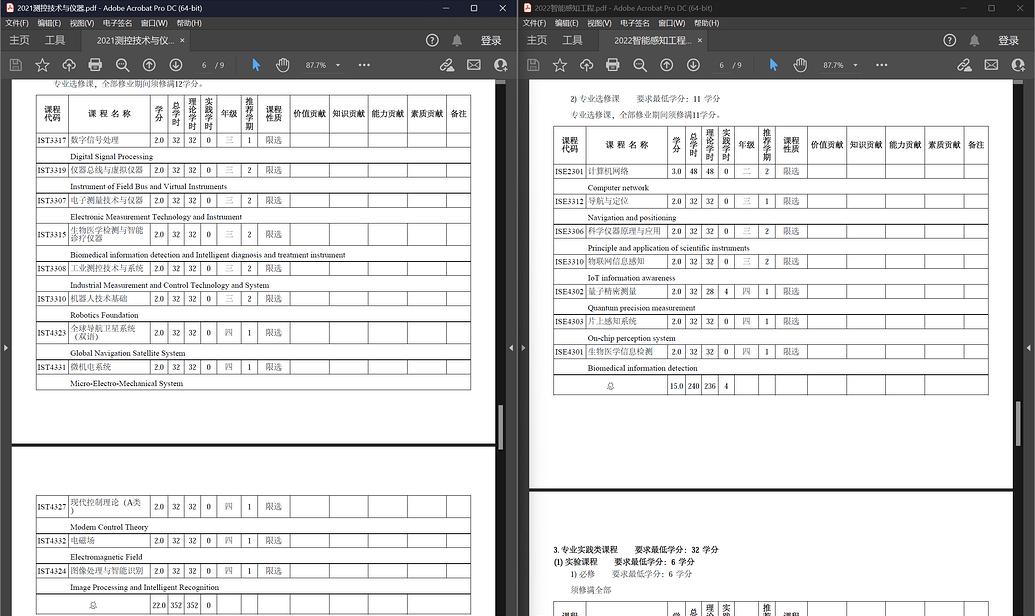 2021测控技术与仪器.pdf - Adobe Acrobat Pro DC (64-bit)
文件(F) 编辑(E) 视图(V) 电子签名 窗口(W) 帮助(H)
主页 工具 2021测控技术与仪... × 登录
6 / 9 87.7%
专业选修课，全部修业期间须修满12学分。
课程代码 课 程 名 称 学分 总学时 理论学时 实践学时 年级 推荐学期 课程性质 价值贡献 知识贡献 能力贡献 素质贡献 备注
IST3317 数字信号处理 2.0 32 32 0 三 1 限选
Digital Signal Processing
IST3319 仪器总线与虚拟仪器 2.0 32 32 0 三 2 限选
Instrument of Field Bus and Virtual Instruments
IST3307 电子测量技术与仪器 2.0 32 32 0 三 2 限选
Electronic Measurement Technology and Instrument
IST3315 生物医学检测与智能诊疗仪器 2.0 32 32 0 三 2 限选
Biomedical information detection and Intelligent diagnosis and treatment instrument
IST3308 工业测控技术与系统 2.0 32 32 0 三 2 限选
Industrial Measurement and Control Technology and System
IST3310 机器人技术基础 2.0 32 32 0 三 2 限选
Robotics Foundation
IST4323 全球导航卫星系统（双语） 2.0 32 32 0 四 1 限选
Global Navigation Satellite System
IST4331 微机电系统 2.0 32 32 0 四 1 限选
Micro-Electro-Mechanical System
IST4327 现代控制理论（A类） 2.0 32 32 0 四 1 限选
Modern Control Theory
IST4332 电磁场 2.0 32 32 0 四 1 限选
Electromagnetic Field
IST4324 图像处理与智能识别 2.0 32 32 0 四 1 限选
Image Processing and Intelligent Recognition
总 22.0 352 352 0
2022智能感知工程.pdf - Adobe Acrobat Pro DC (64-bit)
文件(F) 编辑(E) 视图(V) 电子签名 窗口(W) 帮助(H)
主页 工具 2022智能感知工程... × 登录
6 / 9 87.7%
2) 专业选修课 要求最低学分：11 学分
专业选修课，全部修业期间须修满11学分。
课程代码 课 程 名 称 学分 总学时 理论学时 实践学时 年级 推荐学期 课程性质 价值贡献 知识贡献 能力贡献 素质贡献 备注
ISE2301 计算机网络 3.0 48 48 0 二 2 限选
Computer network
ISE3312 导航与定位 2.0 32 32 0 三 1 限选
Navigation and positioning
ISE3306 科学仪器原理与应用 2.0 32 32 0 三 2 限选
Principle and application of scientific instruments
ISE3310 物联网信息感知 2.0 32 32 0 三 2 限选
IoT information awareness
ISE4302 量子精密测量 2.0 32 28 4 四 1 限选
Quantum precision measurement
ISE4303 片上感知系统 2.0 32 32 0 四 1 限选
On-chip perception system
ISE4301 生物医学信息检测 2.0 32 32 0 四 1 限选
Biomedical information detection
总 15.0 240 236 4
3. 专业实践类课程 要求最低学分：32 学分
(1) 实验课程 要求最低学分：6 学分
1) 必修 要求最低学分：6 学分
须修满全部